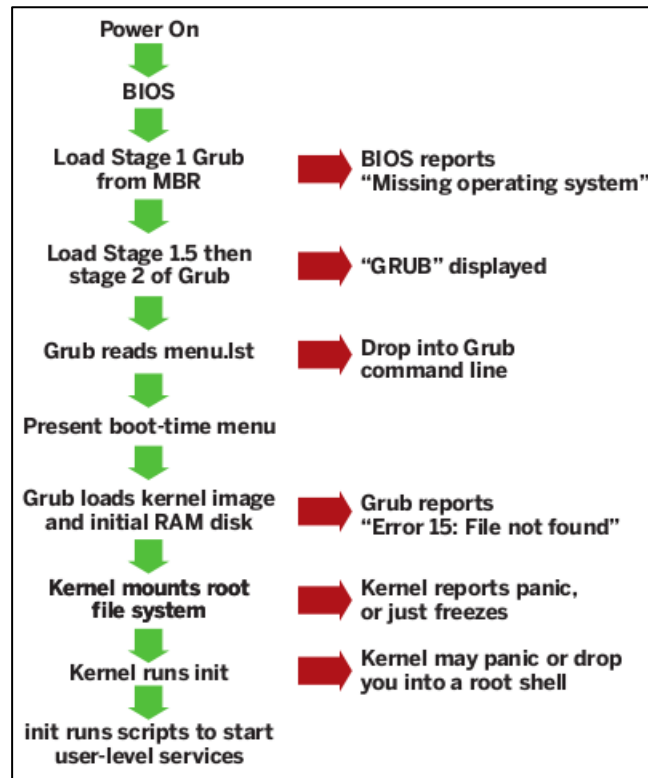 Power On
BIOS
Load Stage 1 Grub
from MBR
BIOS reports
“Missing operating system”
Load Stage 1.5 then
stage 2 of Grub
“GRUB” displayed
Grub reads menu.lst
Drop into Grub
command line
Present boot-time menu
Grub loads kernel image
and initial RAM disk
Grub reports
“Error 15: File not found”
Kernel mounts root
file system
Kernel reports panic,
or just freezes
Kernel runs init
Kernel may panic or drop
you into a root shell
init runs scripts to start
user-level services